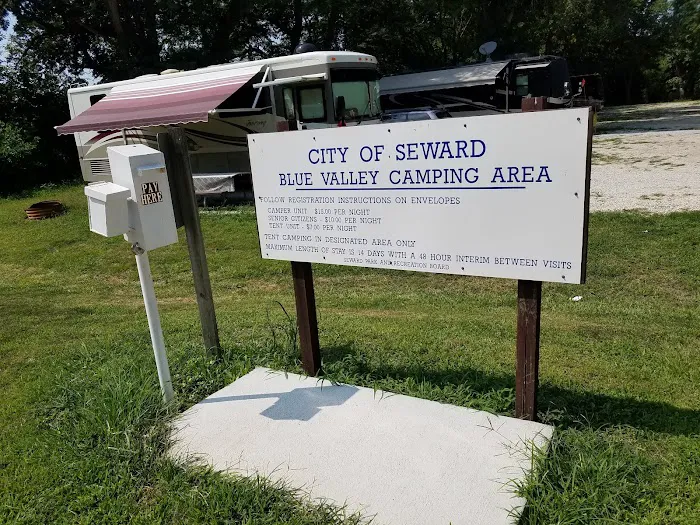 CITY OF SEWARD
BLUE VALLEY CAMPING AREA
FOLLOW REGISTRATION INSTRUCTIONS ON ENVELOPES
CAMPER UNIT - $15.00 PER NIGHT
SENIOR CITIZENS - $10.00 PER NIGHT
TENT UNIT - $7.00 PER NIGHT
TENT CAMPING IN DESIGNATED AREA ONLY
MAXIMUM LENGTH OF STAY IS 14 DAYS WITH A 48 HOUR INTERIM BETWEEN VISITS
SEWARD PARK AND RECREATION BOARD
PAY
HERE